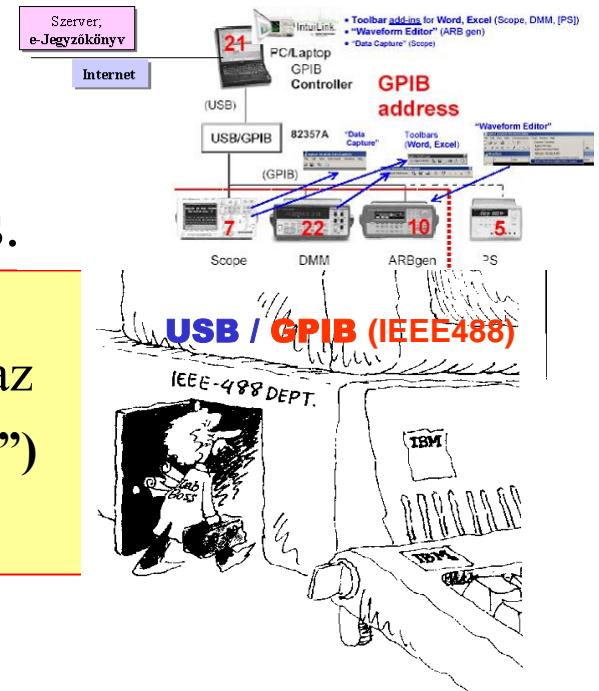 Szerver;
e-Jegyzőkönyv
Internet
21
IntuiLink
PC/Laptop
GPIB
Controller
• Toolbar add-ins for Word, Excel (Scope, DMM, [PS])
• "Waveform Editor" (ARB gen)
• "Data Capture" (Scope)
GPIB
address
(USB)
USB/GPIB
82357A
"Data
Capture"
Toolbars
(Word, Excel)
"Waveform Editor"
(GPIB)
7
22
10
5
Scope
DMM
ARBgen
PS
s.
az
”)
USB / GPIB (IEEE488)
IEEE-488 DEPT.
Lab
Boss
IBM
IBM